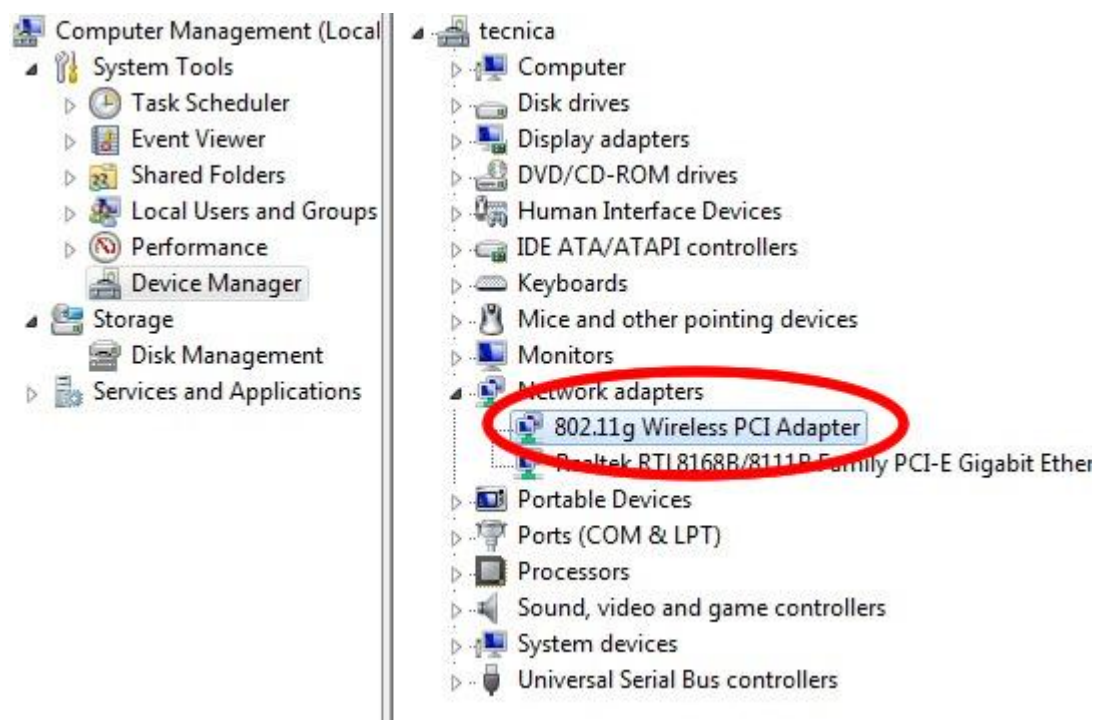 Computer Management (Local
System Tools
Task Scheduler
Event Viewer
Shared Folders
Local Users and Groups
Performance
Device Manager
Storage
Disk Management
Services and Applications
tecnica
Computer
Disk drives
Display adapters
DVD/CD-ROM drives
Human Interface Devices
IDE ATA/ATAPI controllers
Keyboards
Mice and other pointing devices
Monitors
Network adapters
802.11g Wireless PCI Adapter
Realtek RTL8168B/8111B Family PCI-E Gigabit Ether
Portable Devices
Ports (COM & LPT)
Processors
Sound, video and game controllers
System devices
Universal Serial Bus controllers